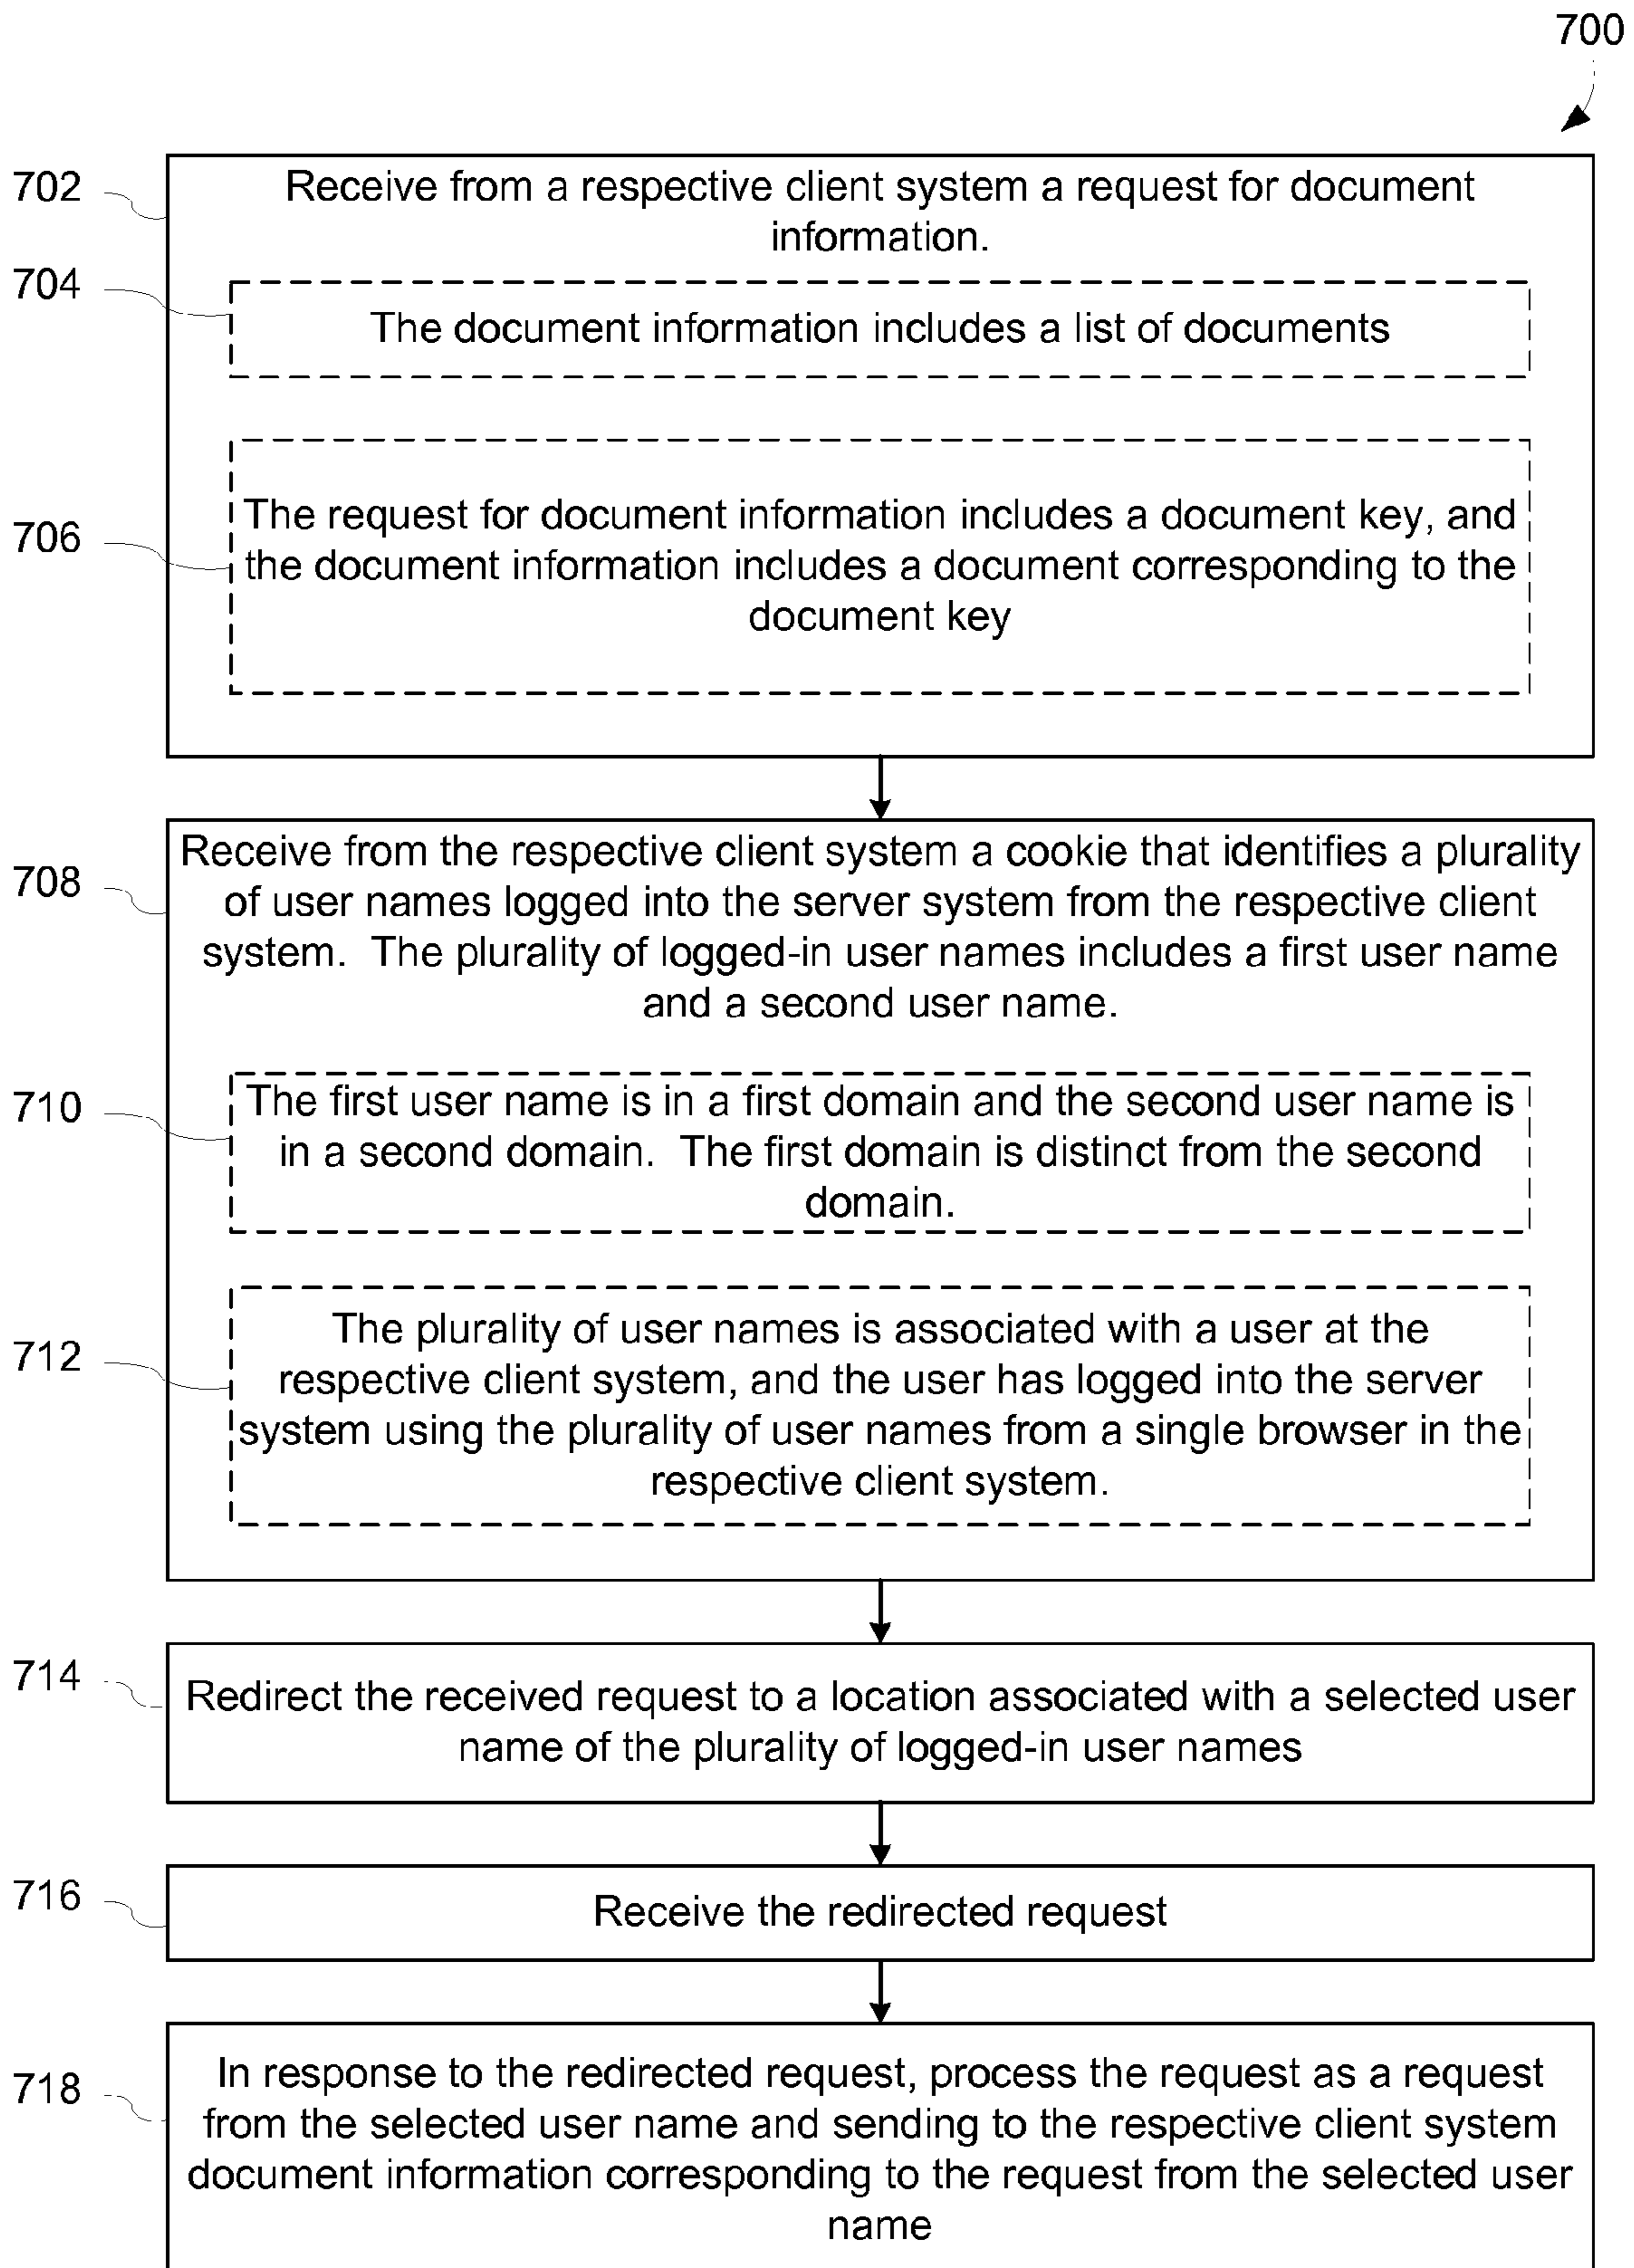 700
702
Receive from a respective client system a request for document
information.
704
The document information includes a list of documents
706
The request for document information includes a document key, and
the document information includes a document corresponding to the
document key
708
Receive from the respective client system a cookie that identifies a plurality
of user names logged into the server system from the respective client
system. The plurality of logged-in user names includes a first user name
and a second user name.
710
The first user name is in a first domain and the second user name is
in a second domain. The first domain is distinct from the second
domain.
712
The plurality of user names is associated with a user at the
respective client system, and the user has logged into the server
system using the plurality of user names from a single browser in the
respective client system.
714
Redirect the received request to a location associated with a selected user
name of the plurality of logged-in user names
716
Receive the redirected request
718
In response to the redirected request, process the request as a request
from the selected user name and sending to the respective client system
document information corresponding to the request from the selected user
name